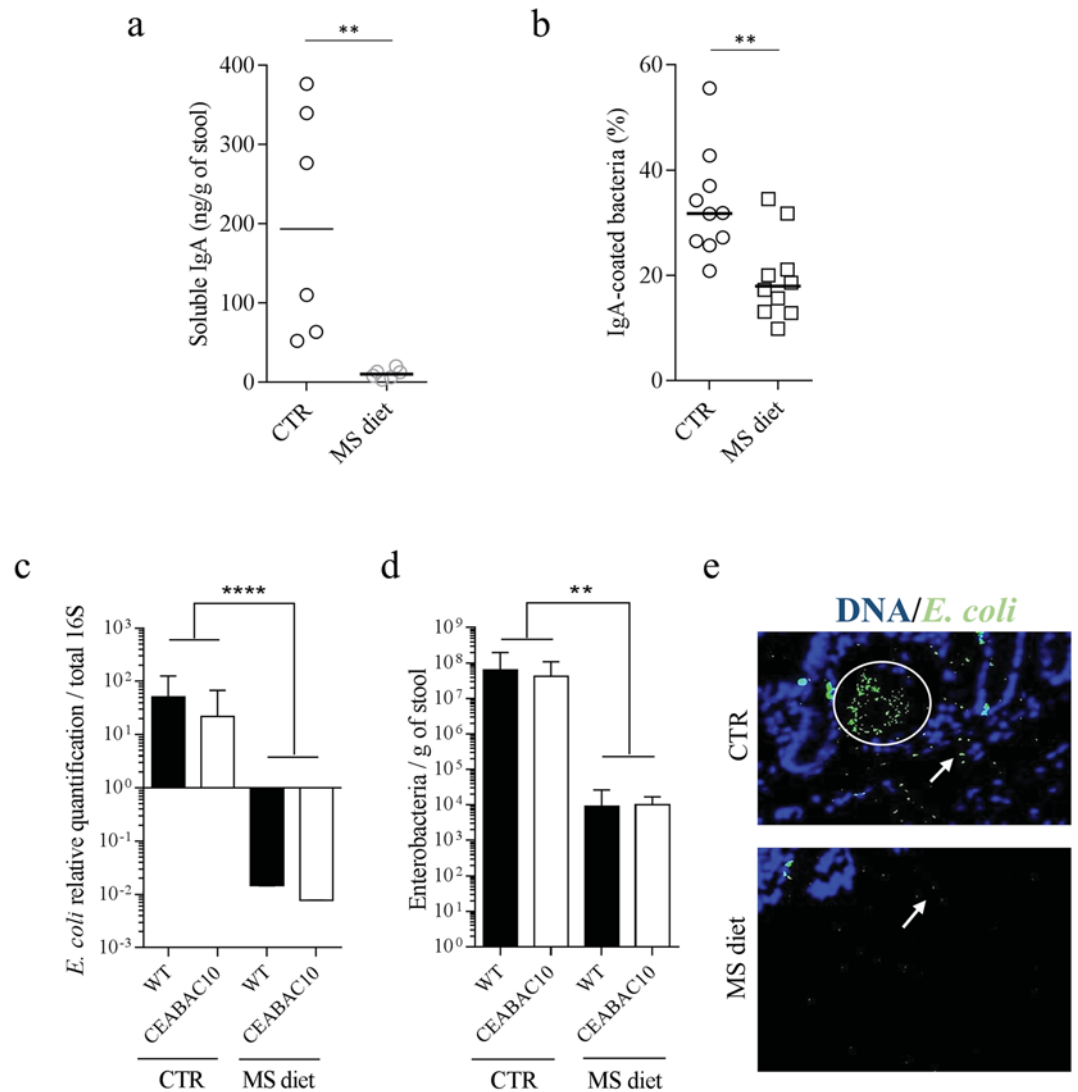 a
**
Soluble IgA (ng/g of stool)
400
300
200
100
0
CTR
MS diet
b
**
IgA-coated bacteria (%)
60
40
20
0
CTR
MS diet
c
****
E. coli relative quantification / total 16S
10³
10²
10¹
10⁰
10⁻¹
10⁻²
10⁻³
WT
CEABAC10
WT
CEABAC10
CTR
MS diet
d
**
Enterobacteria / g of stool
10⁹
10⁸
10⁷
10⁶
10⁵
10⁴
10³
10²
10¹
10⁰
WT
CEABAC10
WT
CEABAC10
CTR
MS diet
e
DNA/E. coli
CTR
MS diet